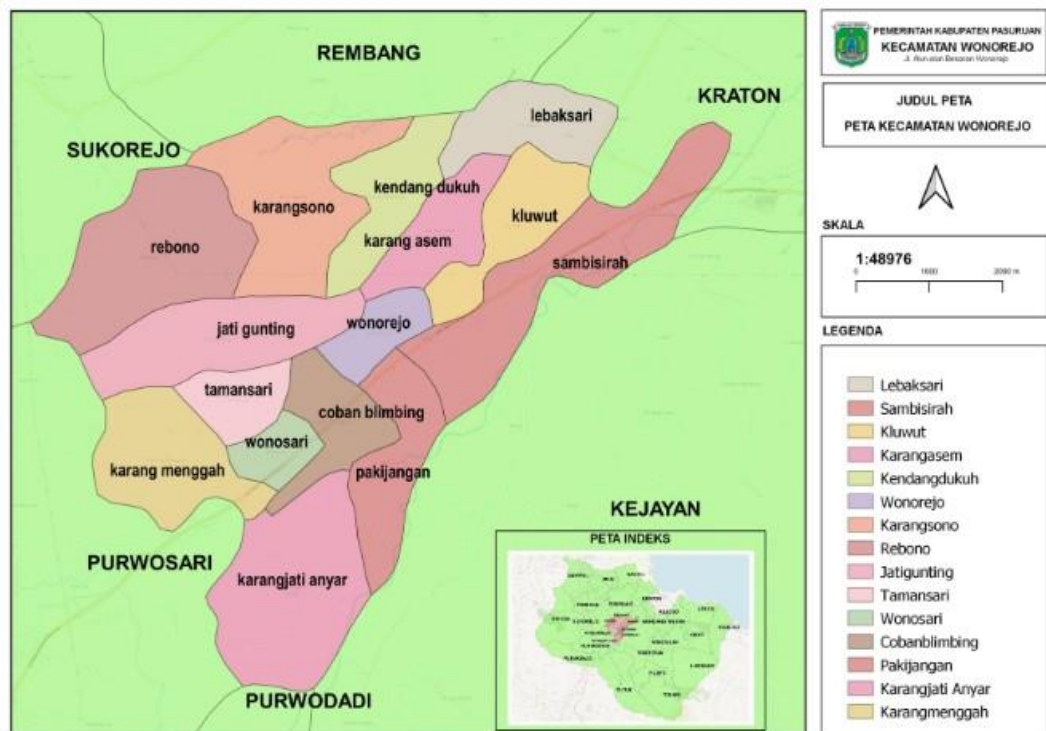 REMBANG
KRATON
SUKOREJO
lebaksari
kendang dukuh
karangsono
kluwut
karang asem
rebono
sambisirah
wonorejo
jati gunting
tamansari
coban blimbing
wonosari
karang menggah
pakijangan
KEJAYAN
PURWOSARI
karangjati anyar
PURWODADI
PETA INDEKS
PEMERINTAH KABUPATEN PASURUAN
KECAMATAN WONOREJO
JUDUL PETA
PETA KECAMATAN WONOREJO
SKALA
1:48976
0
LEGENDA
Lebaksari
Sambisirah
Kluwut
Karangasem
Kendangdukuh
Wonorejo
Karangsono
Rebono
Jatigunting
Tamansari
Wonosari
Cobanblimbing
Pakijangan
Karangjati Anyar
Karangmenggah